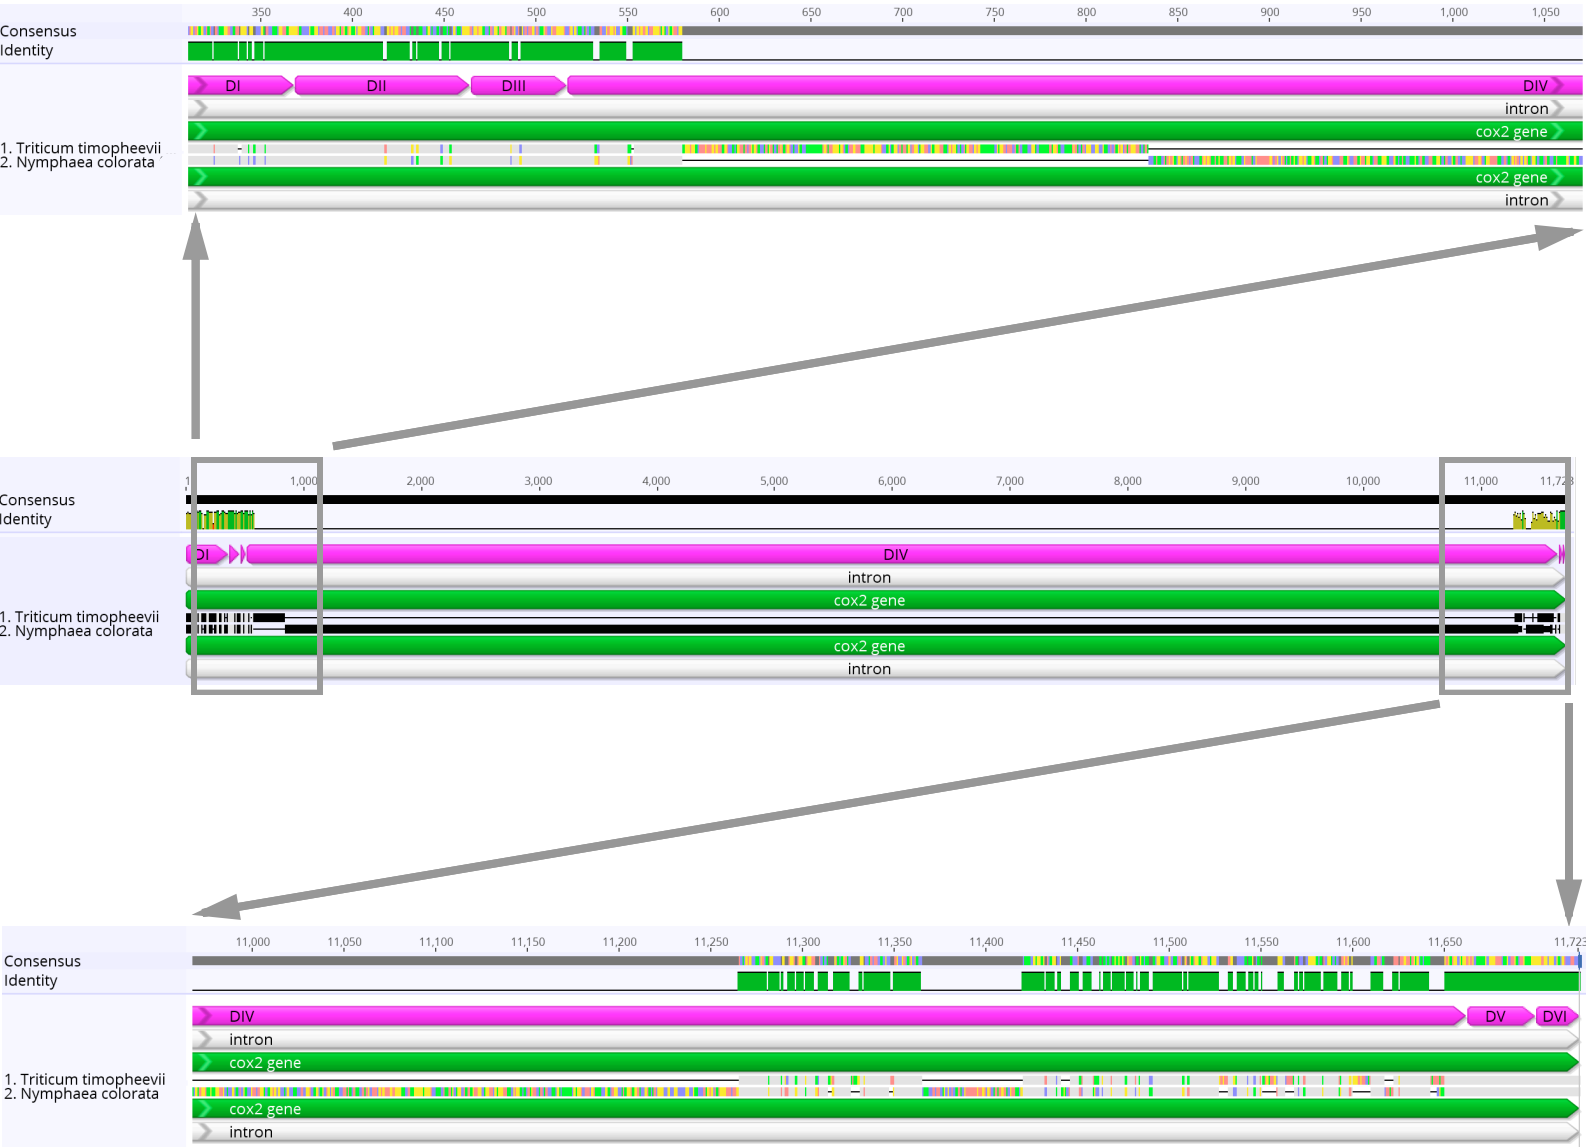 350 400 450 500 550 600 650 700 750 800 850 900 950 1,000 1,050
Consensus
Identity
DI DII DIII DIV
intron
cox2 gene
1. Triticum timopheevii
2. Nymphaea colorata
cox2 gene
intron
1 1,000 2,000 3,000 4,000 5,000 6,000 7,000 8,000 9,000 10,000 11,000 11,723
Consensus
Identity
DI DIV
intron
cox2 gene
1. Triticum timopheevii
2. Nymphaea colorata
cox2 gene
intron
11,000 11,050 11,100 11,150 11,200 11,250 11,300 11,350 11,400 11,450 11,500 11,550 11,600 11,650 11,723
Consensus
Identity
DIV DV DVI
intron
cox2 gene
1. Triticum timopheevii
2. Nymphaea colorata
cox2 gene
intron